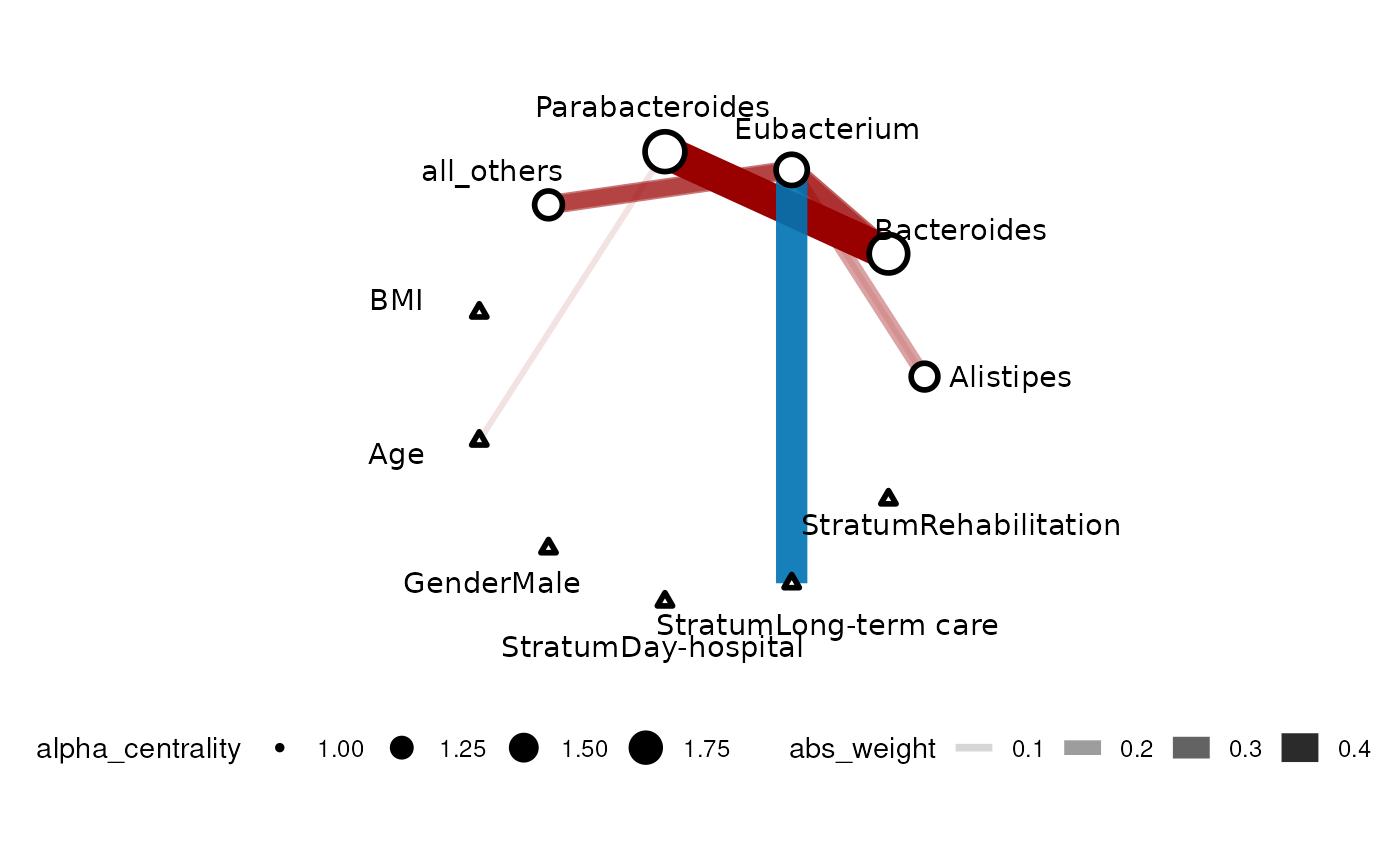 Parabacteroides
Eubacterium
all_others
Bacteroides
BMI
Alistipes
Age
StratumRehabilitation
GenderMale
StratumLong-term care
StratumDay-hospital
alpha_centrality 1.00 1.25 1.50 1.75 abs_weight 0.1 0.2 0.3 0.4